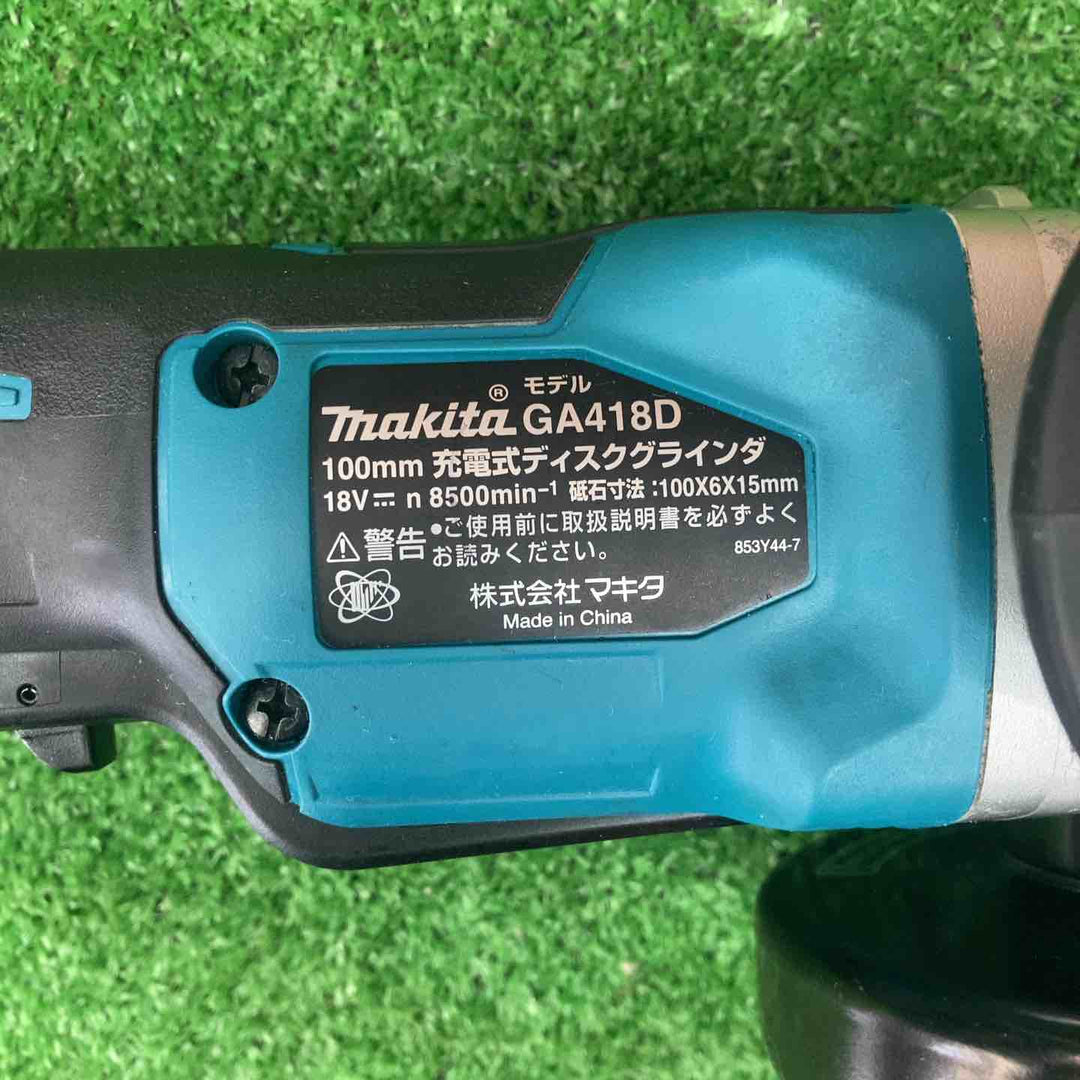 モデル
makita® GA418D
100mm 充電式ディスクグラインダ
18V⎓ n 8500min⁻¹ 砥石寸法:100X6X15mm
⚠警告 ●ご使用前に取扱説明書を必ずよく
お読みください。
853Y44-7
株式会社マキタ
Made in China